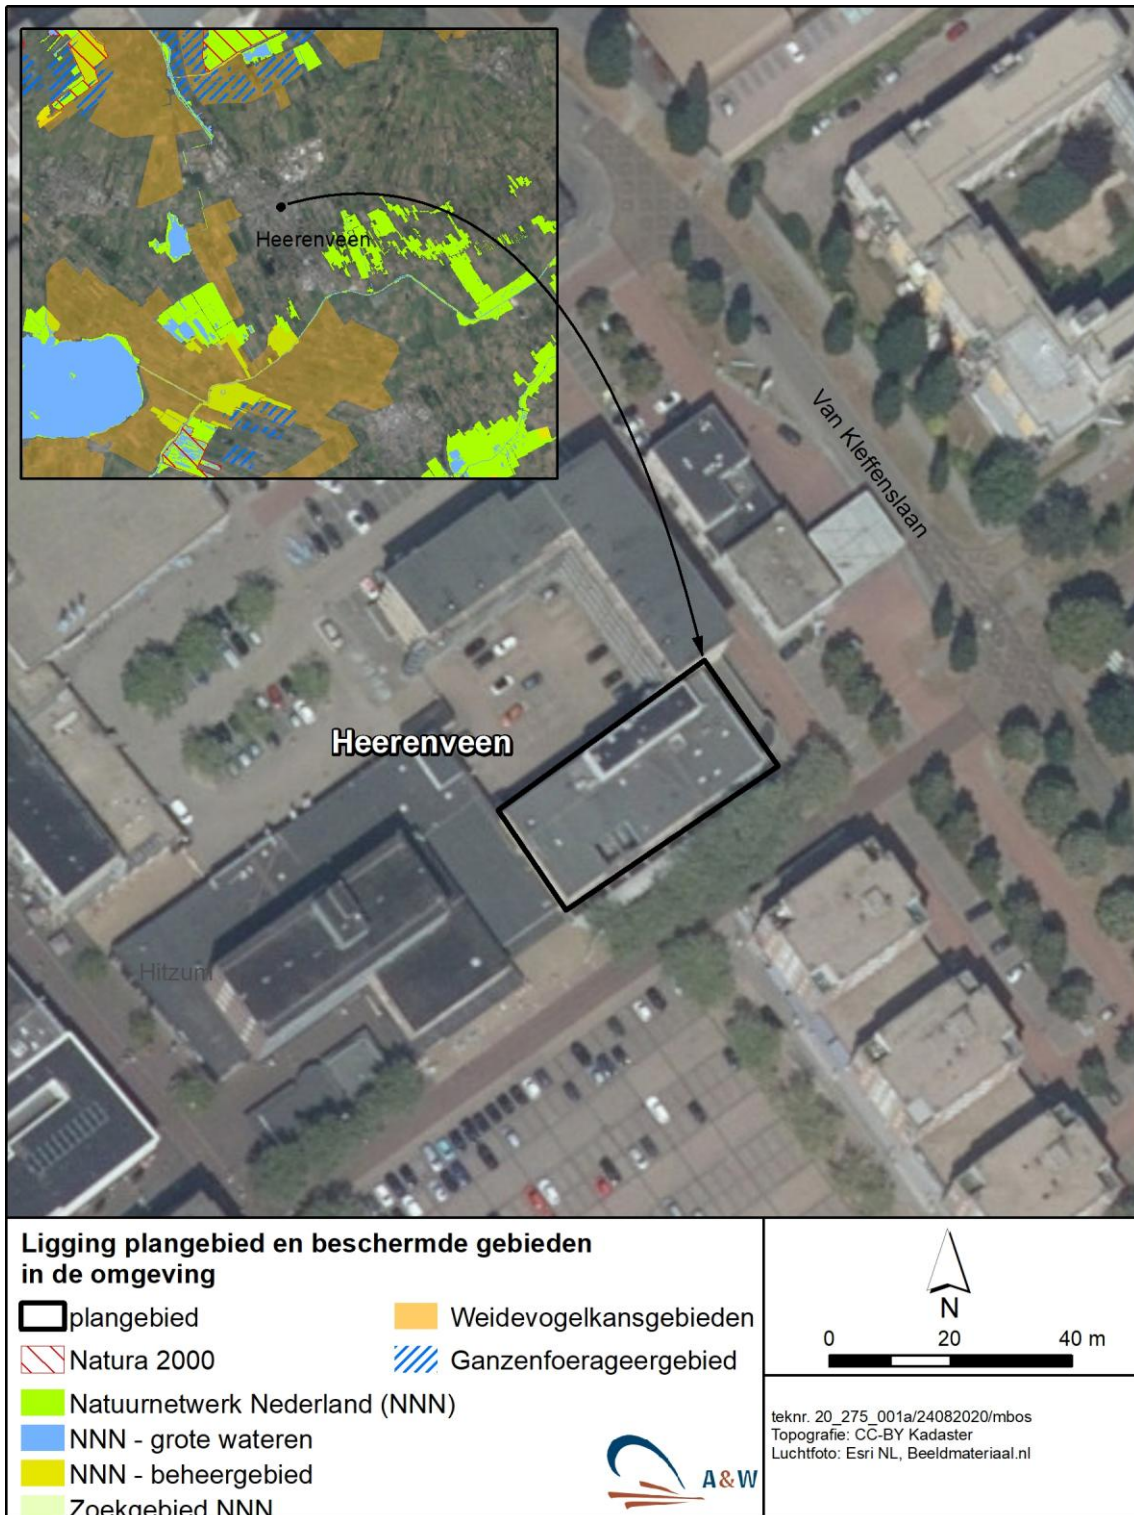 Heerenveen
Van Kleffenslaan
Heerenveen
Hitzum
Ligging plangebied en beschermde gebieden
in de omgeving
plangebied
Natura 2000
Natuurnetwerk Nederland (NNN)
NNN - grote wateren
NNN - beheergebied
Zoekgebied NNN
Weidevogelkansgebieden
Ganzenfoerageergebied
A&W
N
0 20 40 m
teknr. 20_275_001a/24082020/mbos
Topografie: CC-BY Kadaster
Luchtfoto: Esri NL, Beeldmateriaal.nl